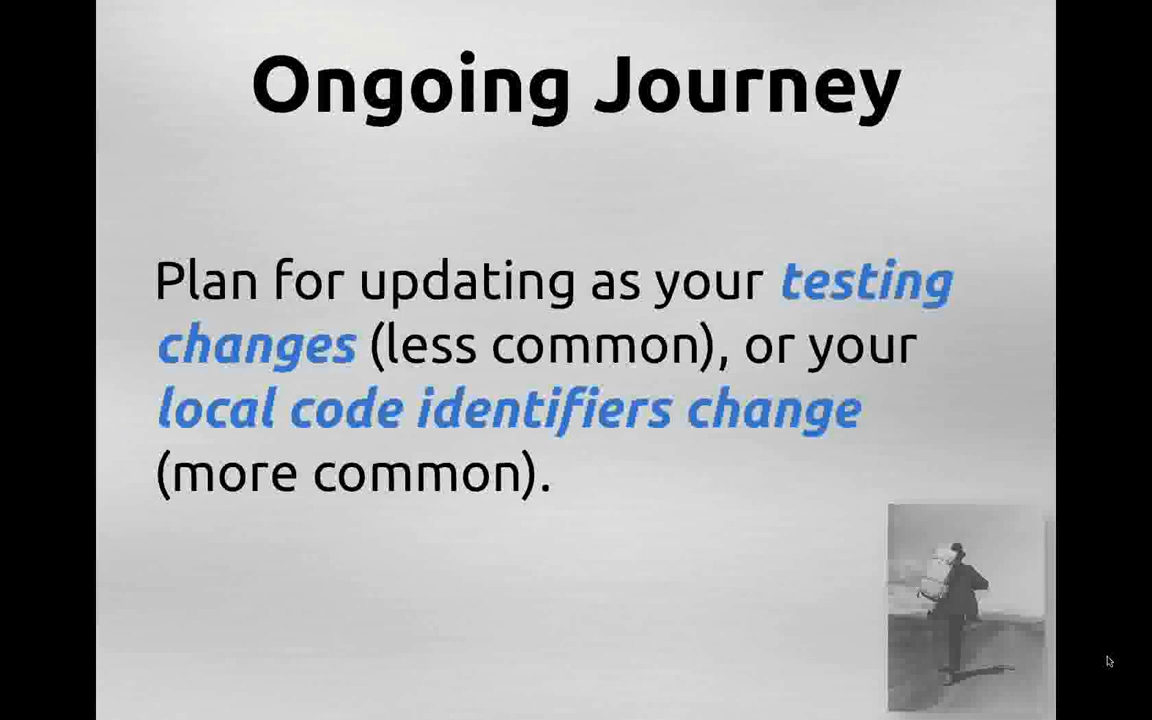 Ongoing Journey
Plan for updating as your testing
changes (less common), or your
local code identifiers change
(more common).